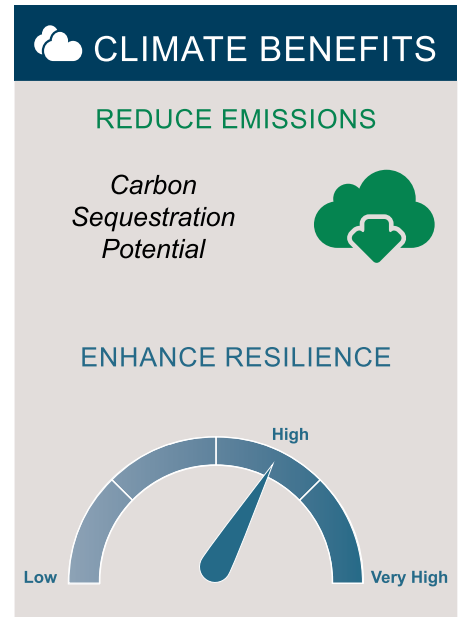 CLIMATE BENEFITS
REDUCE EMISSIONS
Carbon
Sequestration
Potential
ENHANCE RESILIENCE
High
Low
Very High